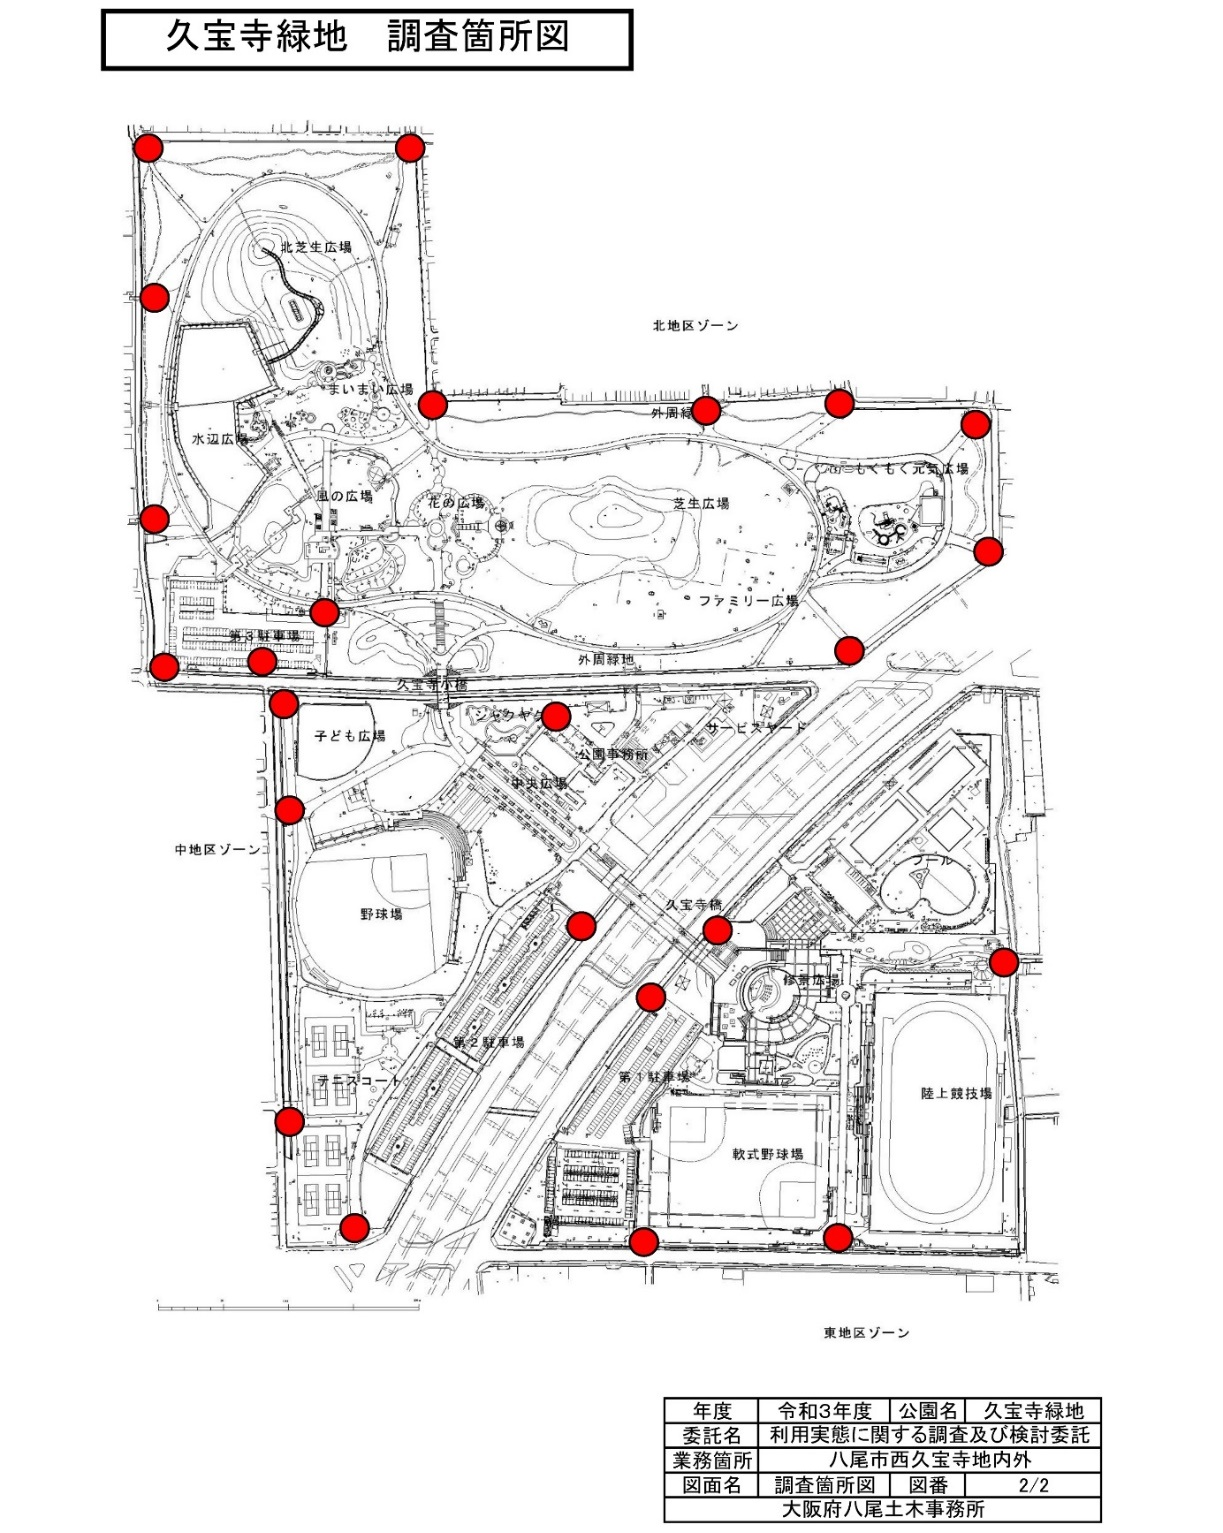 久宝寺緑地　調査箇所図
北芝生広場
北地区ゾーン
まいまい広場
外周緑
水辺広場
もくもく元気広場
風の広場
花の広場
芝生広場
ファミリー広場
第3駐車場
外周緑地
久宝寺小橋
シャクヤク
サービスヤード
子ども広場
公園事務所
中央広場
中地区ゾーン
プール
久宝寺橋
野球場
修景広場
第2駐車場
第1駐車場
テニスコート
陸上競技場
軟式野球場
東地区ゾーン
年度 令和3年度 公園名 久宝寺緑地
委託名 利用実態に関する調査及び検討委託
業務箇所 八尾市西久宝寺地内外
図面名 調査箇所図 図番 2/2
大阪府八尾土木事務所